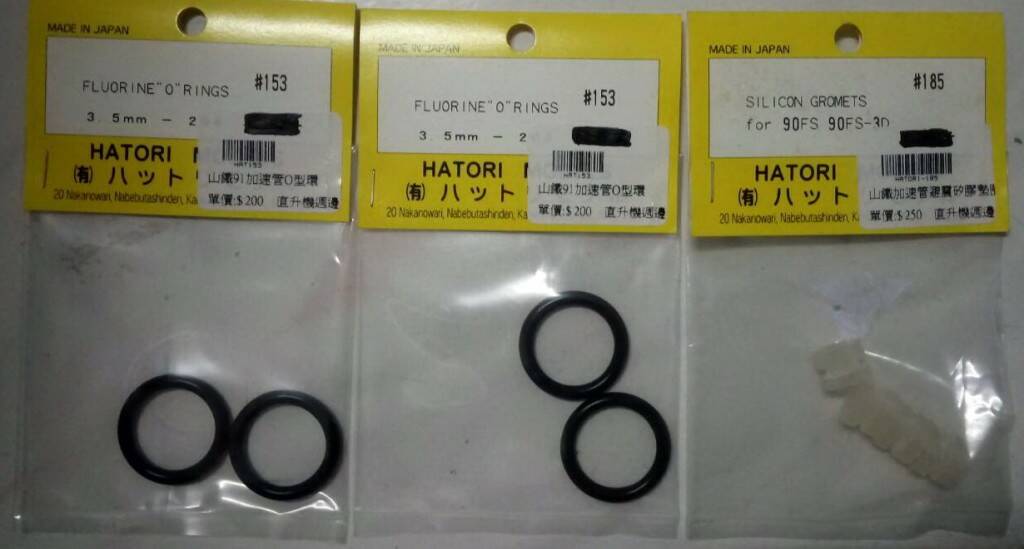 MADE IN JAPAN
FLUORINE"O"RINGS #153
3.5mm - 2
HATORI
HAT153
㈲ハット
山鐵91加速管O型環
單價:$200 直升機週邊
20 Nakanowari, Nabebutashinden,
MADE IN JAPAN
FLUORINE"O"RINGS #153
3.5mm - 2
HATORI
HAT153
㈲ハット
山鐵91加速管O型環
單價:$200 直升機週邊
20 Nakanowari, Nabebutashinden,
MADE IN JAPAN
#185
SILICON GROMETS
for 90FS 90FS-3D
HATORI
HATORI-185
㈲ハット
山鐵加速管避震矽膠墊
單價:$250 直升機週邊
20 Nakanowari, Nabebutashinden,